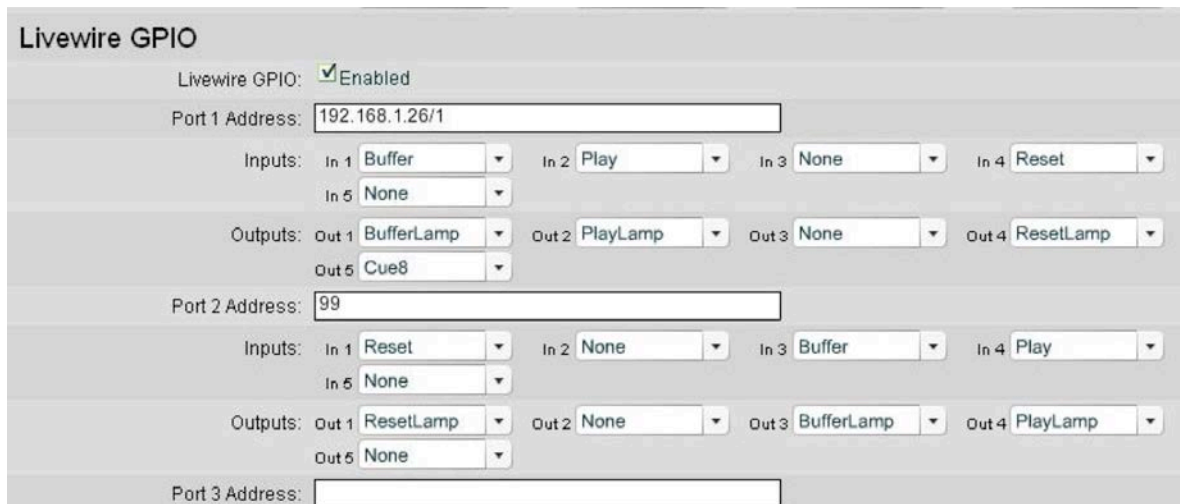 Livewire GPIO
Livewire GPIO: Enabled
Port 1 Address: 192.168.1.26/1
Inputs: In 1 Buffer In 2 Play In 3 None In 4 Reset
In 5 None
Outputs: Out 1 BufferLamp Out 2 PlayLamp Out 3 None Out 4 ResetLamp
Out 5 Cue8
Port 2 Address: 99
Inputs: In 1 Reset In 2 None In 3 Buffer In 4 Play
In 5 None
Outputs: Out 1 ResetLamp Out 2 None Out 3 BufferLamp Out 4 PlayLamp
Out 5 None
Port 3 Address: